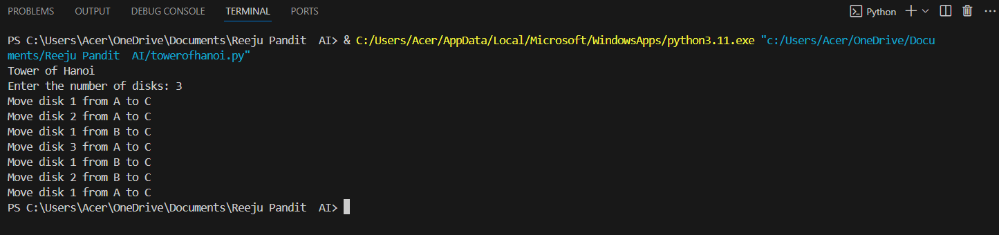 PROBLEMS OUTPUT DEBUG CONSOLE TERMINAL PORTS Python
PS C:\Users\Acer\OneDrive\Documents\Reeju Pandit  AI> & C:/Users/Acer/AppData/Local/Microsoft/WindowsApps/python3.11.exe "c:/Users/Acer/OneDrive/Docu
ments/Reeju Pandit  AI/towerofhanoi.py"
Tower of Hanoi
Enter the number of disks: 3
Move disk 1 from A to C
Move disk 2 from A to C
Move disk 1 from B to C
Move disk 3 from A to C
Move disk 1 from B to C
Move disk 2 from B to C
Move disk 1 from A to C
PS C:\Users\Acer\OneDrive\Documents\Reeju Pandit  AI>